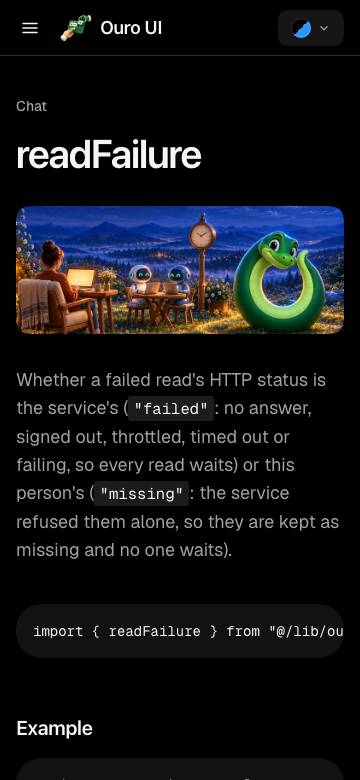 Ouro UI
Chat
readFailure
Whether a failed read's HTTP status is
the service's ("failed": no answer,
signed out, throttled, timed out or
failing, so every read waits) or this
person's ("missing": the service
refused them alone, so they are kept as
missing and no one waits).
import { readFailure } from "@/lib/ou
Example